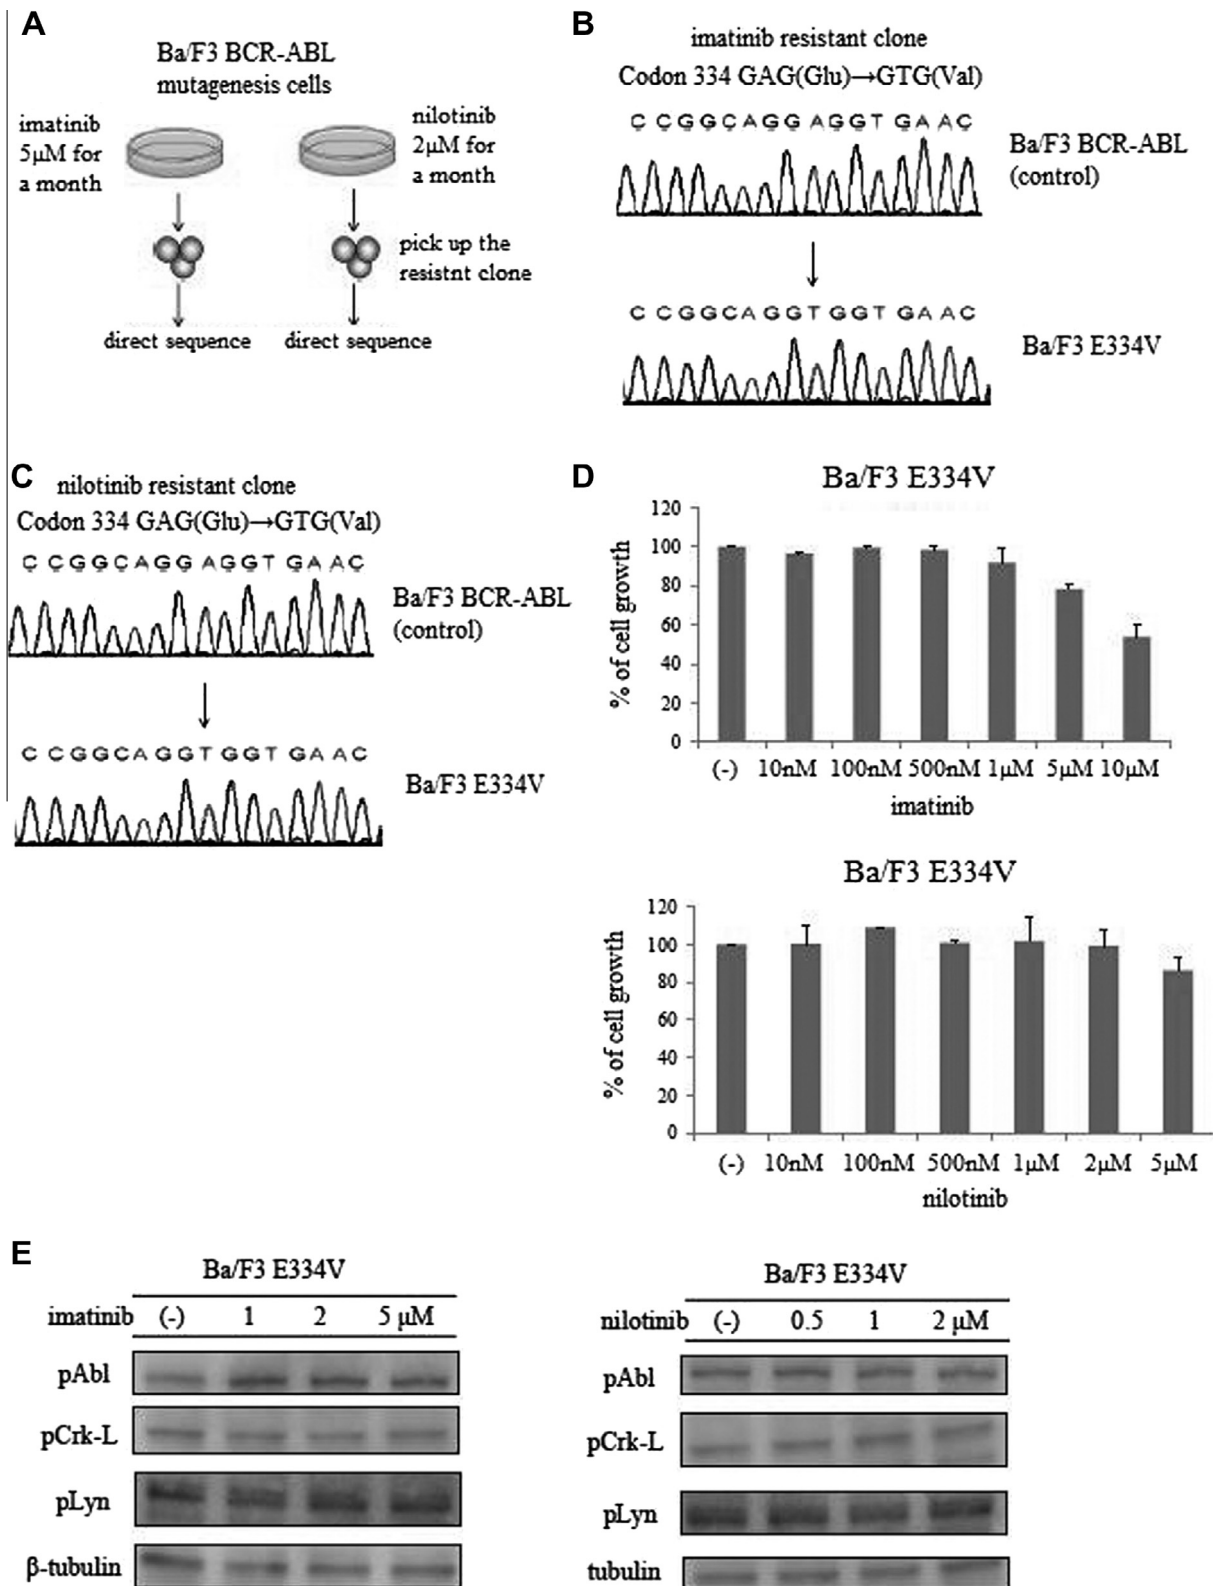 A
Ba/F3 BCR-ABL
mutagenesis cells
imatinib
5μM for
a month
nilotinib
2μM for
a month
pick up the
resistnt clone
direct sequence
direct sequence
B
imatinib resistant clone
Codon 334 GAG(Glu)→GTG(Val)
C C G G C A G G A G G T G A A C
Ba/F3 BCR-ABL
(control)
C C G G C A G G T G G T G A A C
Ba/F3 E334V
C
nilotinib resistant clone
Codon 334 GAG(Glu)→GTG(Val)
C C G G C A G G A G G T G A A C
Ba/F3 BCR-ABL
(control)
C C G G C A G G T G G T G A A C
Ba/F3 E334V
D
Ba/F3 E334V
% of cell growth
120
100
80
60
40
20
0
(-) 10nM 100nM 500nM 1μM 5μM 10μM
imatinib
Ba/F3 E334V
% of cell growth
120
100
80
60
40
20
0
(-) 10nM 100nM 500nM 1μM 2μM 5μM
nilotinib
E
Ba/F3 E334V
imatinib (-) 1 2 5 μM
pAbl
pCrk-L
pLyn
β-tubulin
Ba/F3 E334V
nilotinib (-) 0.5 1 2 μM
pAbl
pCrk-L
pLyn
tubulin